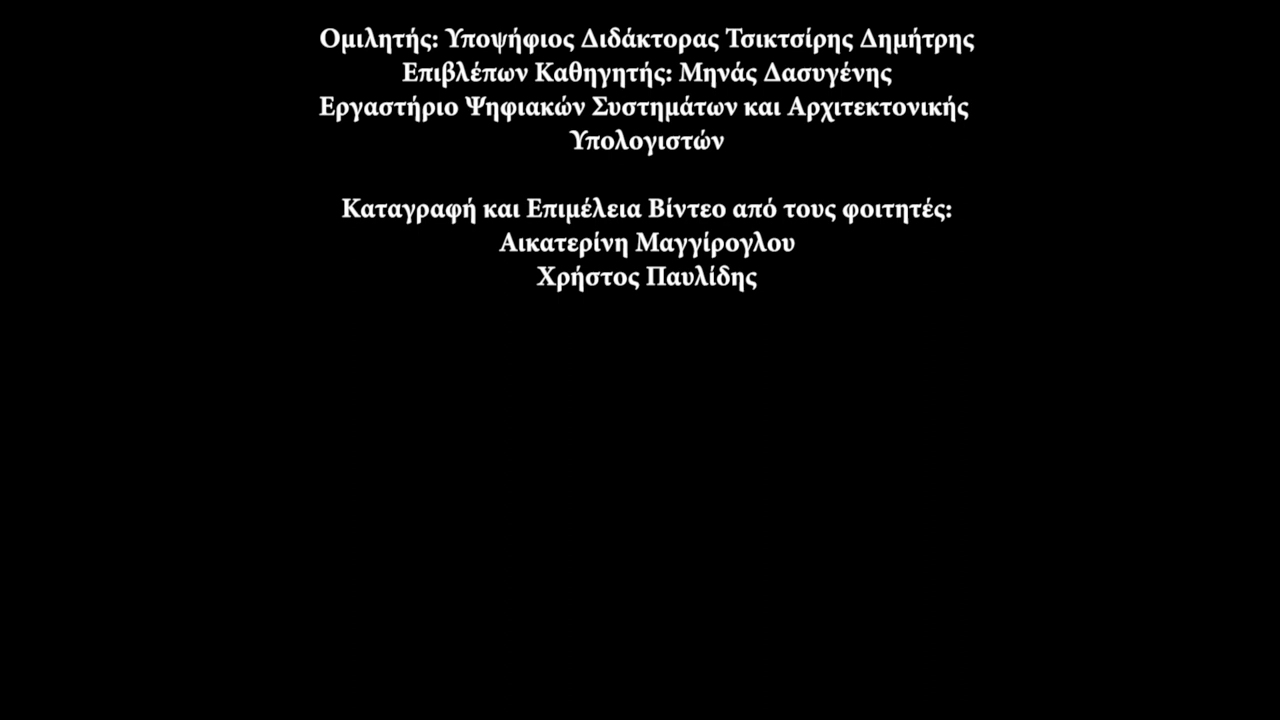 Ομιλητής: Υποψήφιος Διδάκτορας Τσικτσίρης Δημήτρης
Επιβλέπων Καθηγητής: Μηνάς Δασυγένης
Εργαστήριο Ψηφιακών Συστημάτων και Αρχιτεκτονικής
Υπολογιστών
Καταγραφή και Επιμέλεια Βίντεο από τους φοιτητές:
Αικατερίνη Μαγγίρογλου
Χρήστος Παυλίδης